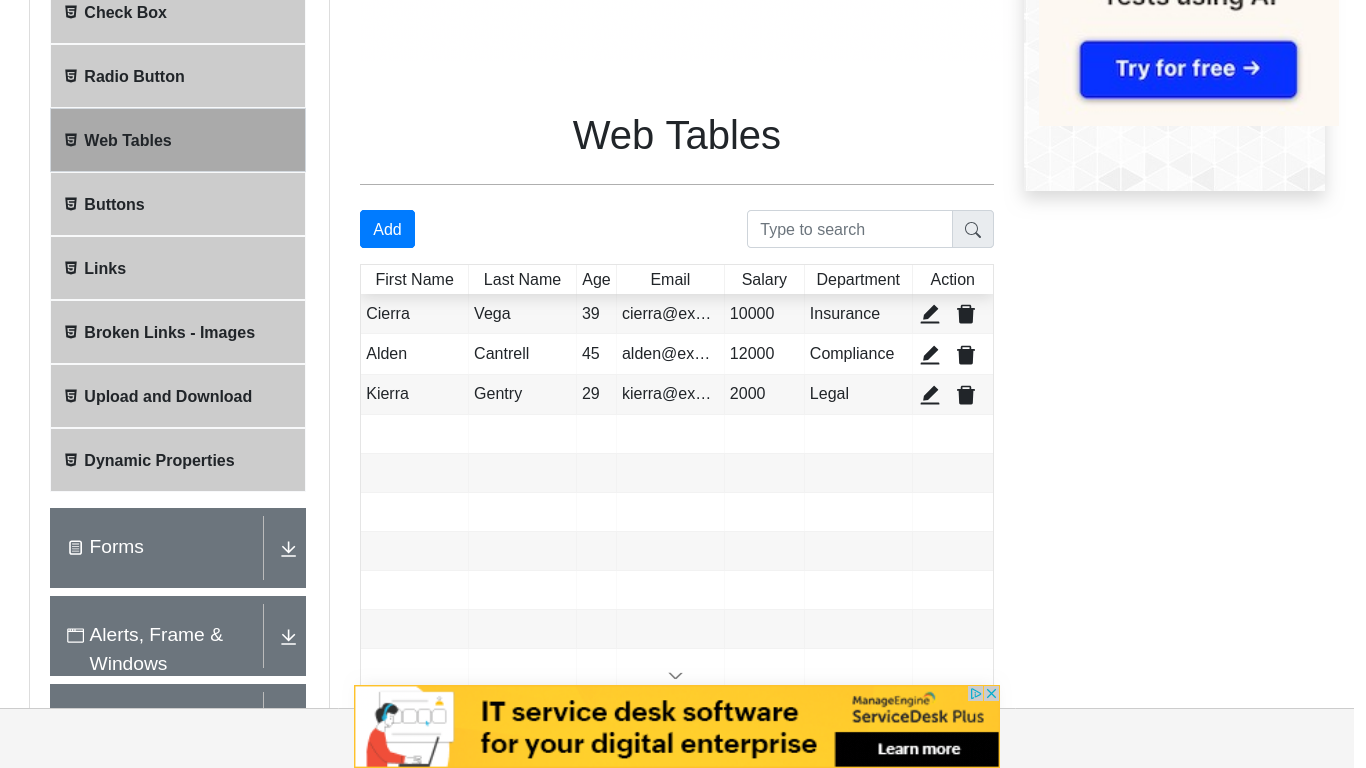 Check Box
Radio Button
Web Tables
Buttons
Links
Broken Links - Images
Upload and Download
Dynamic Properties
Forms
Alerts, Frame &
Windows
Web Tables
Add
Type to search
First Name Last Name Age Email Salary Department Action
Cierra Vega 39 cierra@ex… 10000 Insurance
Alden Cantrell 45 alden@ex… 12000 Compliance
Kierra Gentry 29 kierra@ex… 2000 Legal
Tests using AI
Try for free →
IT service desk software
for your digital enterprise
ManageEngine
ServiceDesk Plus
Learn more